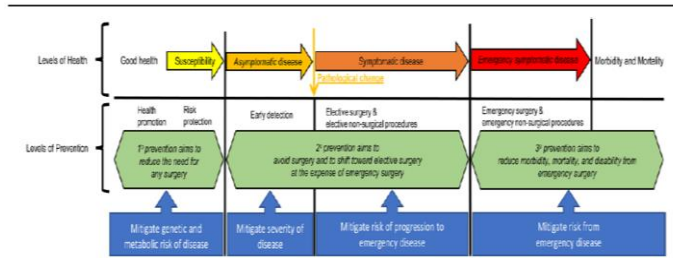 Levels of Health
Good health
Susceptibility
Asymptomatic disease
Symptomatic disease
Emergency symptomatic disease
Morbidity and Mortality
Pathological change
Levels of Prevention
Health
promotion
Risk
protection
Early detection
Elective surgery &
elective non-surgical procedures
Emergency surgery &
emergency non-surgical procedures
1º prevention aims to
reduce the need for
any surgery
2º prevention aims to
avoid surgery and to shift toward elective surgery
at the expense of emergency surgery
3º prevention aims to
reduce morbidity, mortality, and disability from
emergency surgery
Mitigate genetic and
metabolic risk of disease
Mitigate severity of
disease
Mitigate risk of progression to
emergency disease
Mitigate risk from
emergency disease